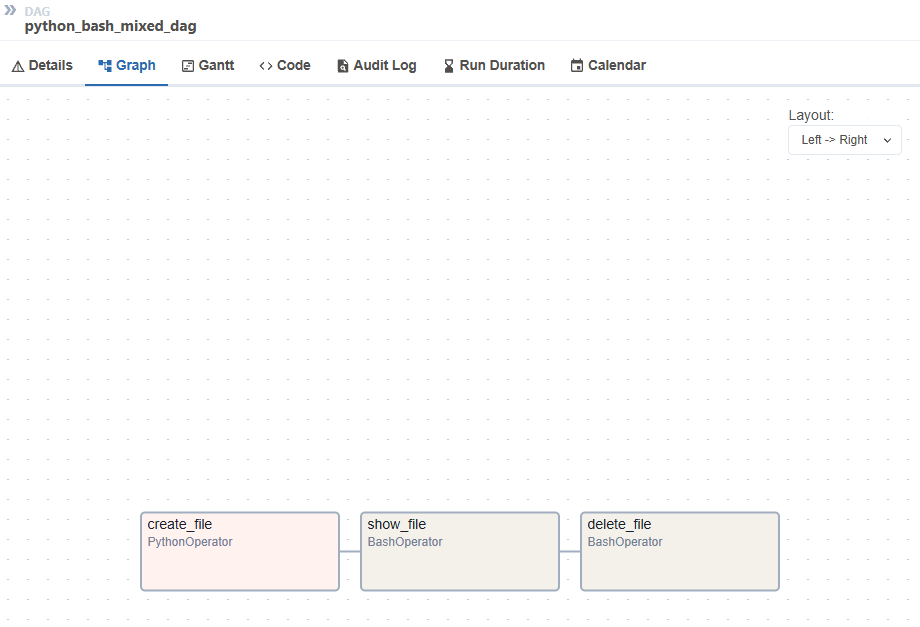 DAG
python_bash_mixed_dag
Details Graph Gantt Code Audit Log Run Duration Calendar
Layout:
Left -> Right
create_file
PythonOperator
show_file
BashOperator
delete_file
BashOperator